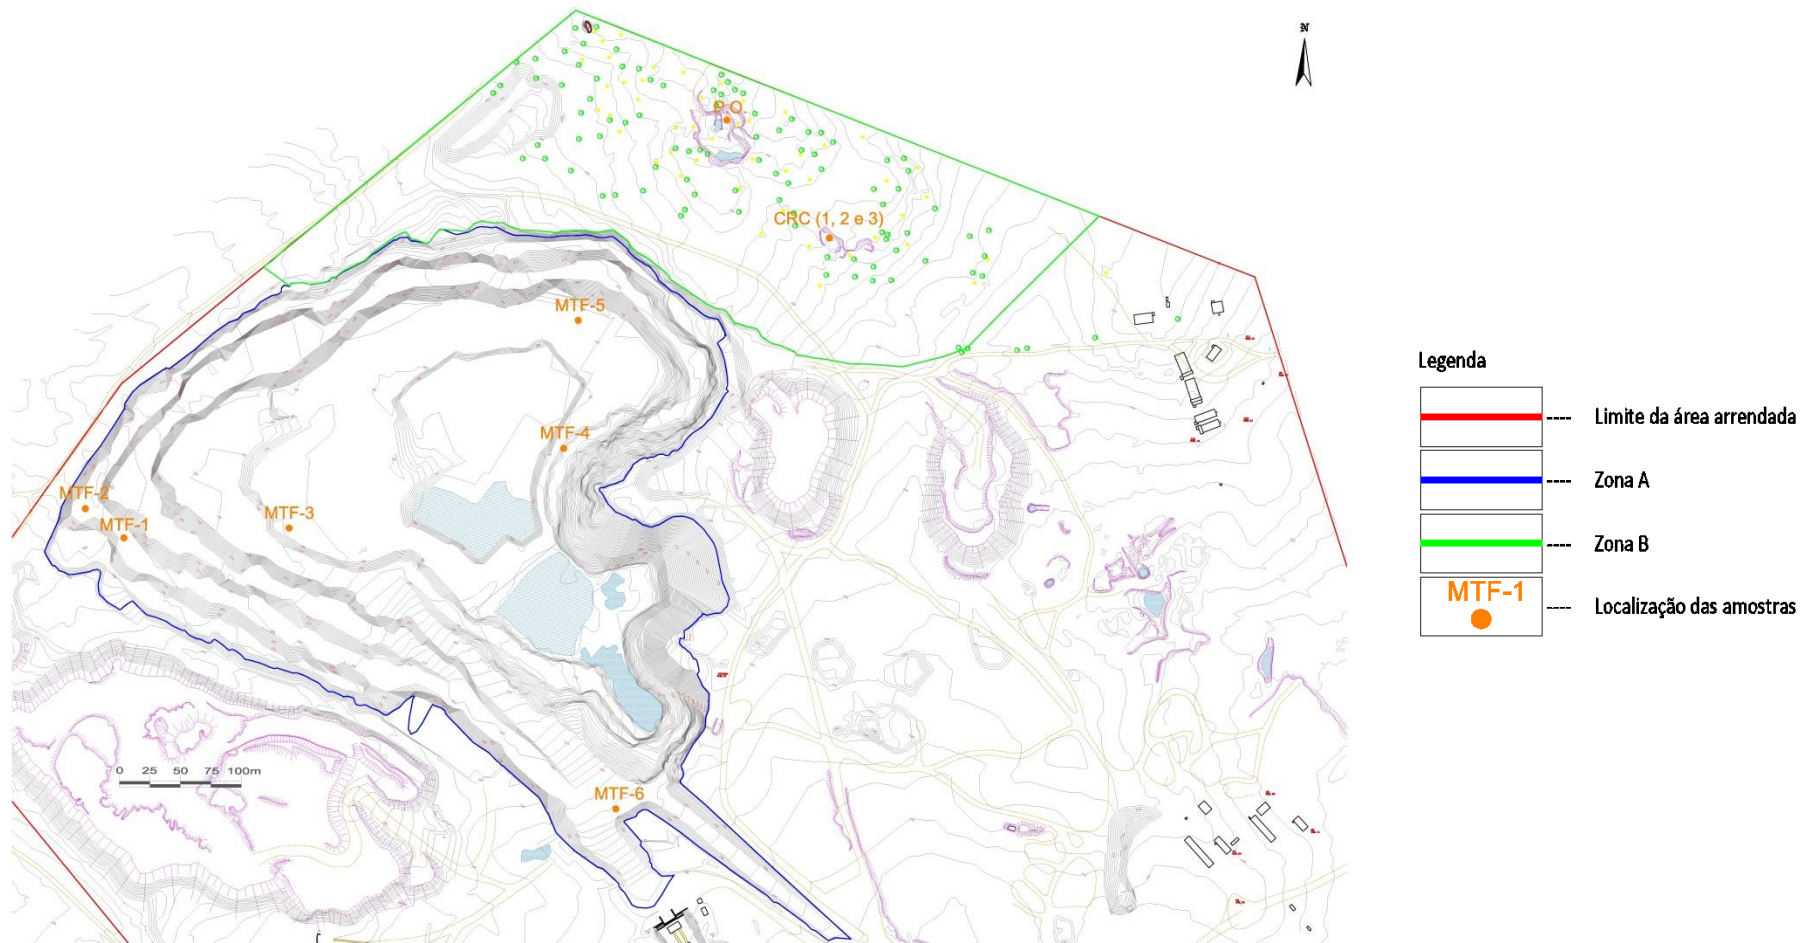 N
P.Q.
CRC (1, 2 e 3)
MTF-5
MTF-4
MTF-2
MTF-1
MTF-3
MTF-6
0 25 50 75 100m
Legenda
---- Limite da área arrendada
---- Zona A
---- Zona B
MTF-1
---- Localização das amostras